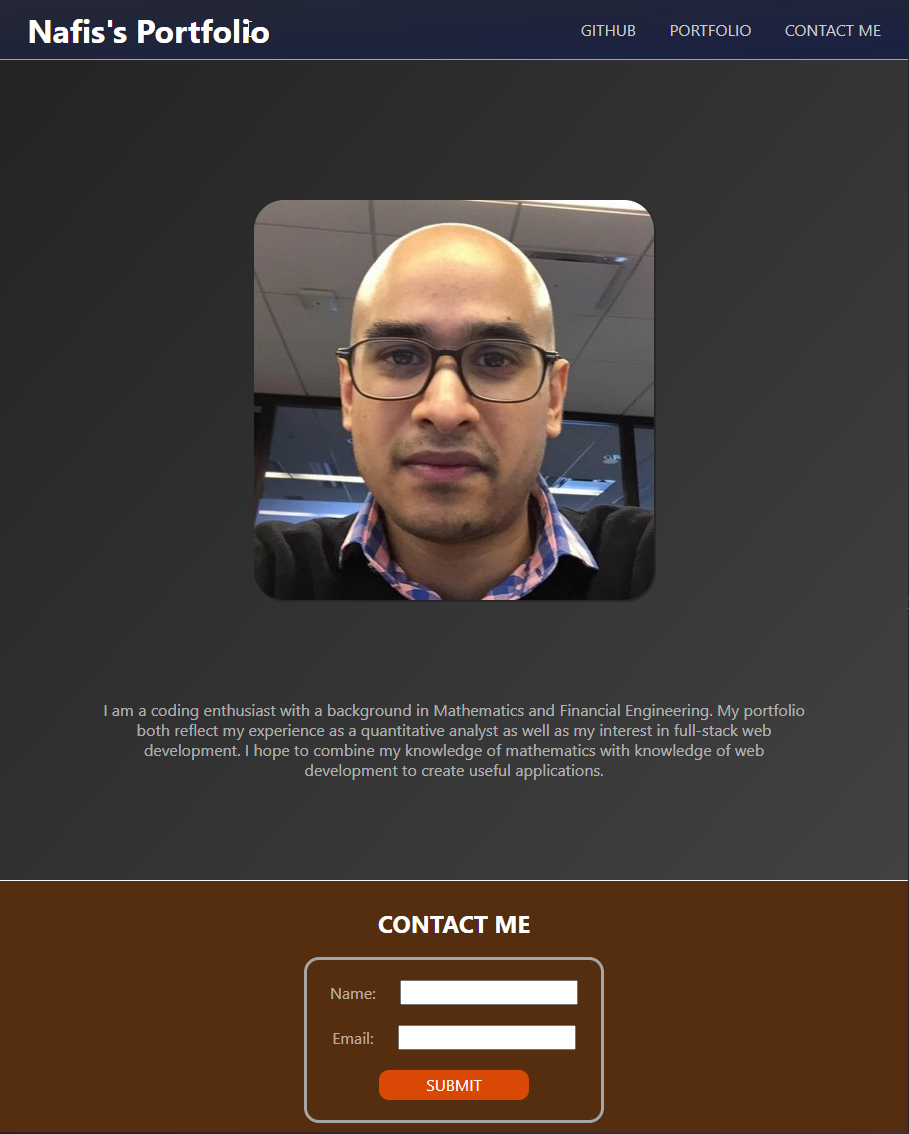 Nafis's Portfolio
GITHUB PORTFOLIO CONTACT ME
I am a coding enthusiast with a background in Mathematics and Financial Engineering. My portfolio
both reflect my experience as a quantitative analyst as well as my interest in full-stack web
development. I hope to combine my knowledge of mathematics with knowledge of web
development to create useful applications.
CONTACT ME
Name:
Email:
SUBMIT